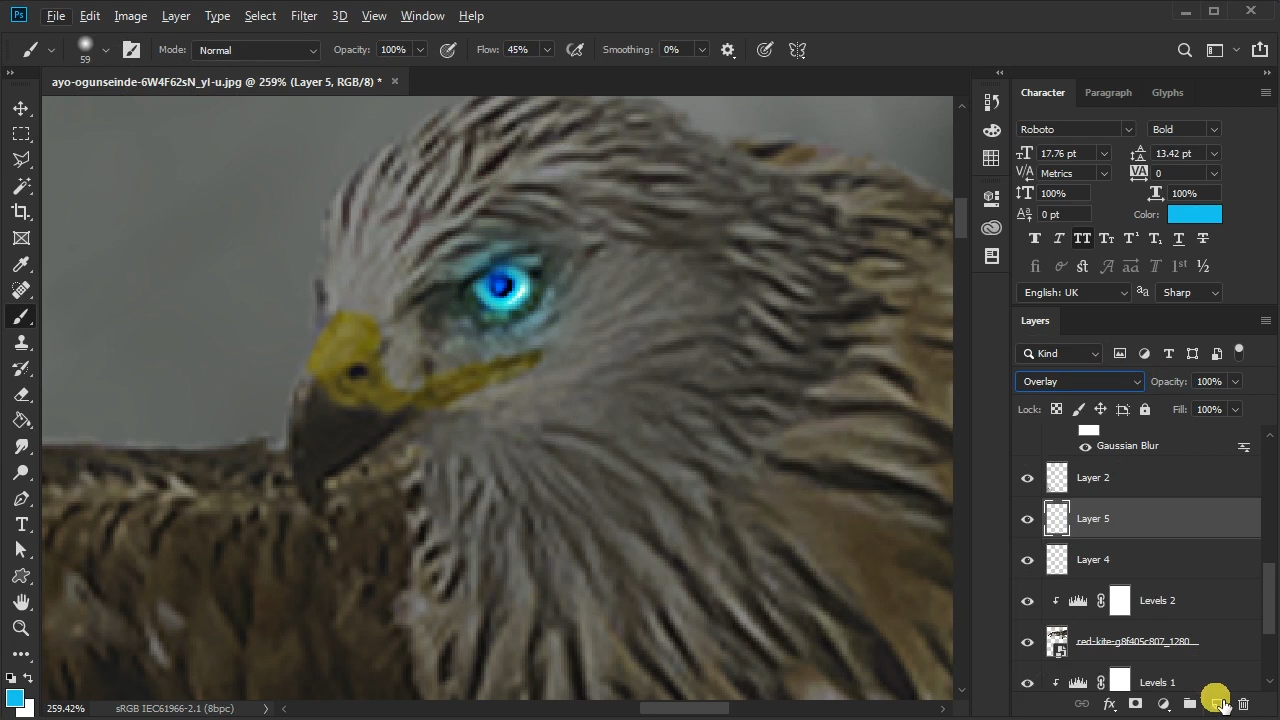 Ps File Edit Image Layer Type Select Filter 3D View Window Help
59 Mode: Normal Opacity: 100% Flow: 45% Smoothing: 0%
ayo-ogunseinde-6W4F62sN_yI-u.jpg @ 259% (Layer 5, RGB/8) *
Character Paragraph Glyphs
Roboto Bold
17.76 pt 13.42 pt
Metrics 0
100% 100%
0 pt Color:
English: UK Sharp
Layers
Kind
Overlay Opacity: 100%
Lock: Fill: 100%
Gaussian Blur
Layer 2
Layer 5
Layer 4
Levels 2
red-kite-g8f405c807_1280...
Levels 1
259.42% sRGB IEC61966-2.1 (8bpc)